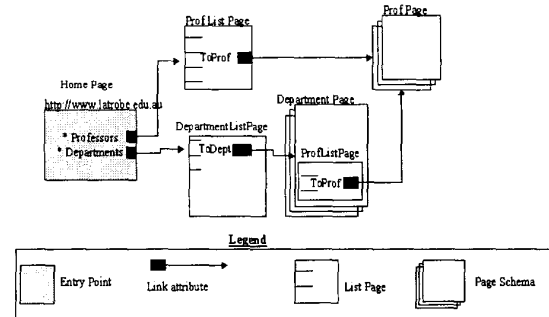 Prof List Page
Prof Page
ToProf
Home Page
http://www.latrobe.edu.au
* Professors
* Departments
DepartmentListPage
ToDept
Department Page
ProfListPage
ToProf
Legend
Entry Point
Link attribute
List Page
Page Schema